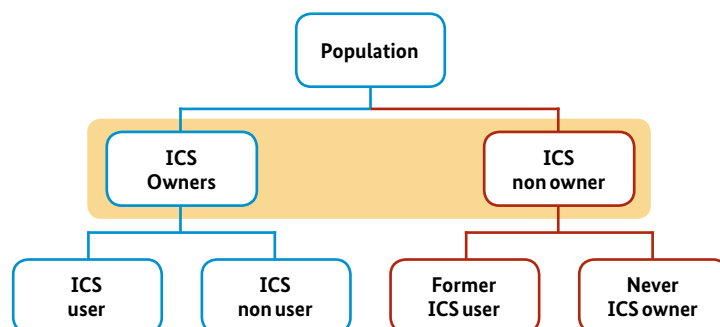 Population
ICS
Owners
ICS
non owner
ICS
user
ICS
non user
Former
ICS user
Never
ICS owner